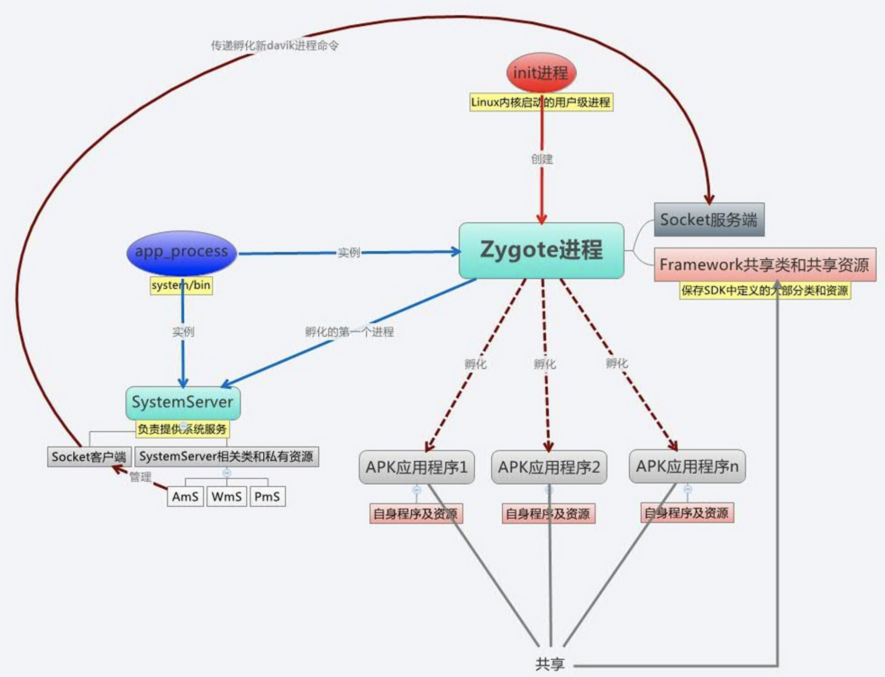 传递孵化新davik进程命令
init进程
Linux内核启动的用户级进程
创建
Socket服务端
app_process
实例
Zygote进程
Framework共享类和共享资源
system/bin
保存SDK中定义的大部分类和资源
实例
孵化的第一个进程
孵化
孵化
孵化
SystemServer
负责提供系统服务
Socket客户端
SystemServer相关类和私有资源
APK应用程序1
APK应用程序2
APK应用程序n
管理
AmS
WmS
PmS
自身程序及资源
自身程序及资源
自身程序及资源
共享